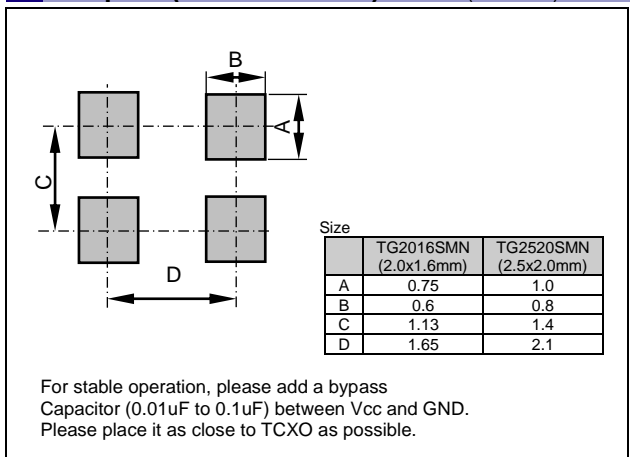 B
A
C
D
Size
TG2016SMN TG2520SMN
(2.0x1.6mm) (2.5x2.0mm)
A 0.75 1.0
B 0.6 0.8
C 1.13 1.4
D 1.65 2.1
For stable operation, please add a bypass
Capacitor (0.01uF to 0.1uF) between Vcc and GND.
Please place it as close to TCXO as possible.